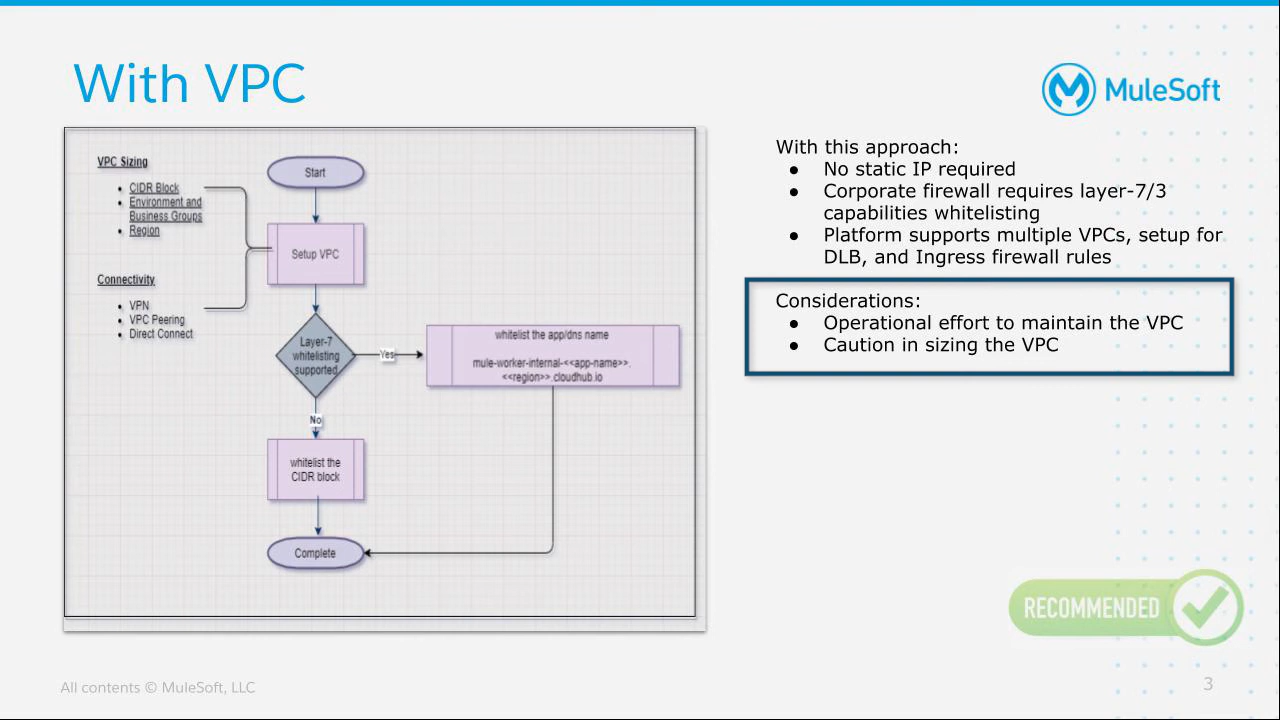 With VPC
MuleSoft
VPC Sizing
• CIDR Block
• Environment and
Business Groups
• Region
Connectivity
• VPN
• VPC Peering
• Direct Connect
Start
Setup VPC
Layer-7
whitelisting
supported
Yes
whitelist the app/dns name
mule-worker-internal-<<app-name>>.
<<region>>.cloudhub.io
No
whitelist the
CIDR block
Complete
With this approach:
● No static IP required
● Corporate firewall requires layer-7/3
capabilities whitelisting
● Platform supports multiple VPCs, setup for
DLB, and Ingress firewall rules
Considerations:
● Operational effort to maintain the VPC
● Caution in sizing the VPC
RECOMMENDED
All contents © MuleSoft, LLC
3